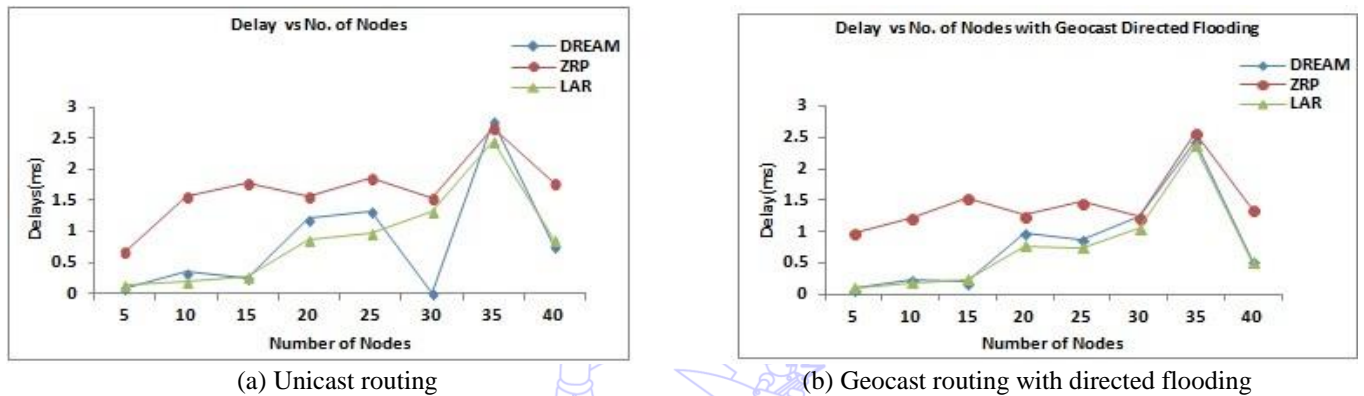 Delay vs No. of Nodes
DREAM
ZRP
LAR
3
2.5
2
1.5
1
0.5
0
Delays(ms)
5 10 15 20 25 30 35 40
Number of Nodes
(a) Unicast routing
Delay vs No. of Nodes with Geocast Directed Flooding
DREAM
ZRP
LAR
3
2.5
2
1.5
1
0.5
0
Delay(ms)
5 10 15 20 25 30 35 40
Number of Nodes
(b) Geocast routing with directed flooding